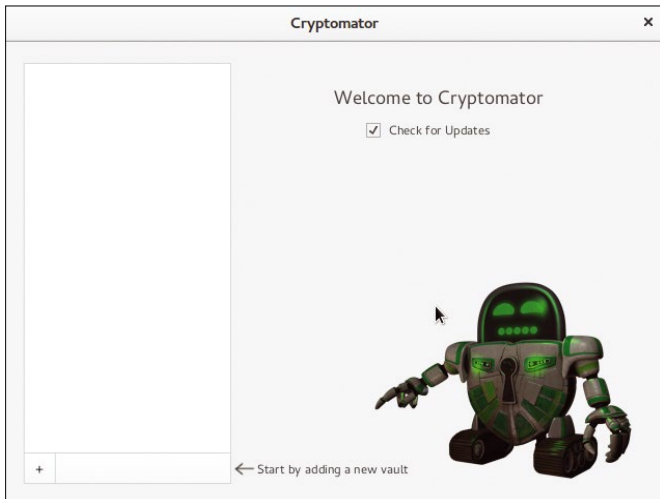 Cryptomator
Welcome to Cryptomator
Check for Updates
+
Start by adding a new vault